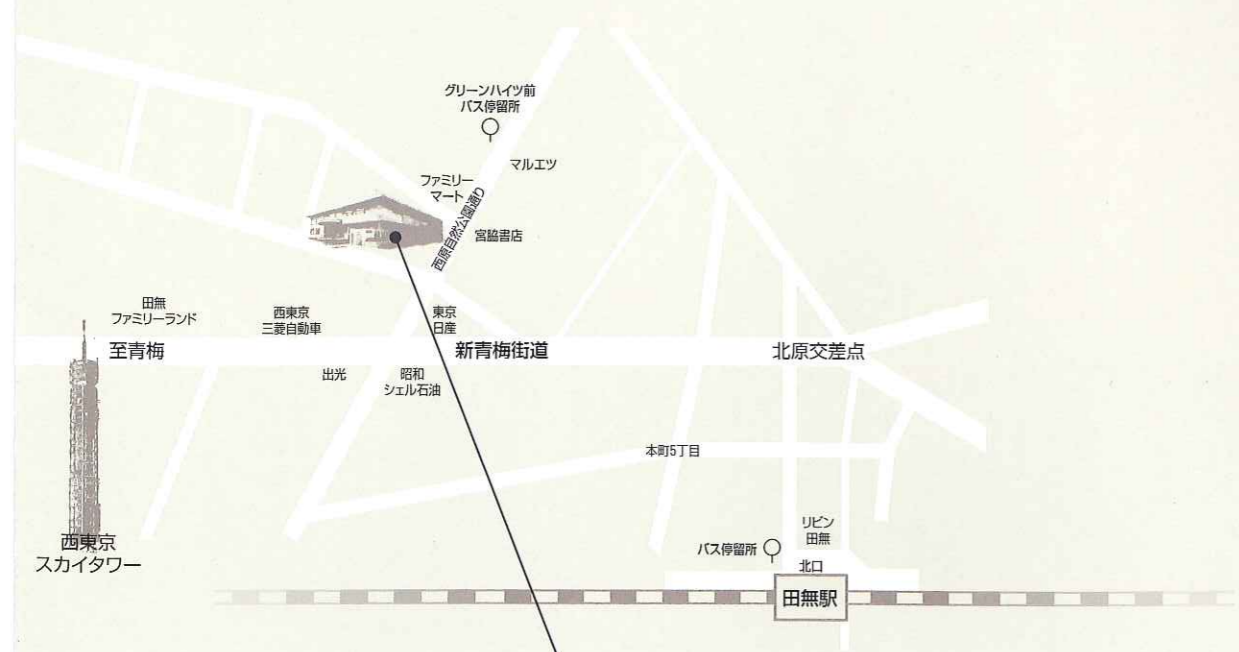 グリーンハイツ前
バス停留所
マルエツ
ファミリー
マート
西原自然公園通り
宮脇書店
田無
ファミリーランド
西東京
三菱自動車
東京
日産
至青梅
新青梅街道
北原交差点
出光
昭和
シェル石油
本町5丁目
西東京
スカイタワー
バス停留所
リビン
田無
北口
田無駅